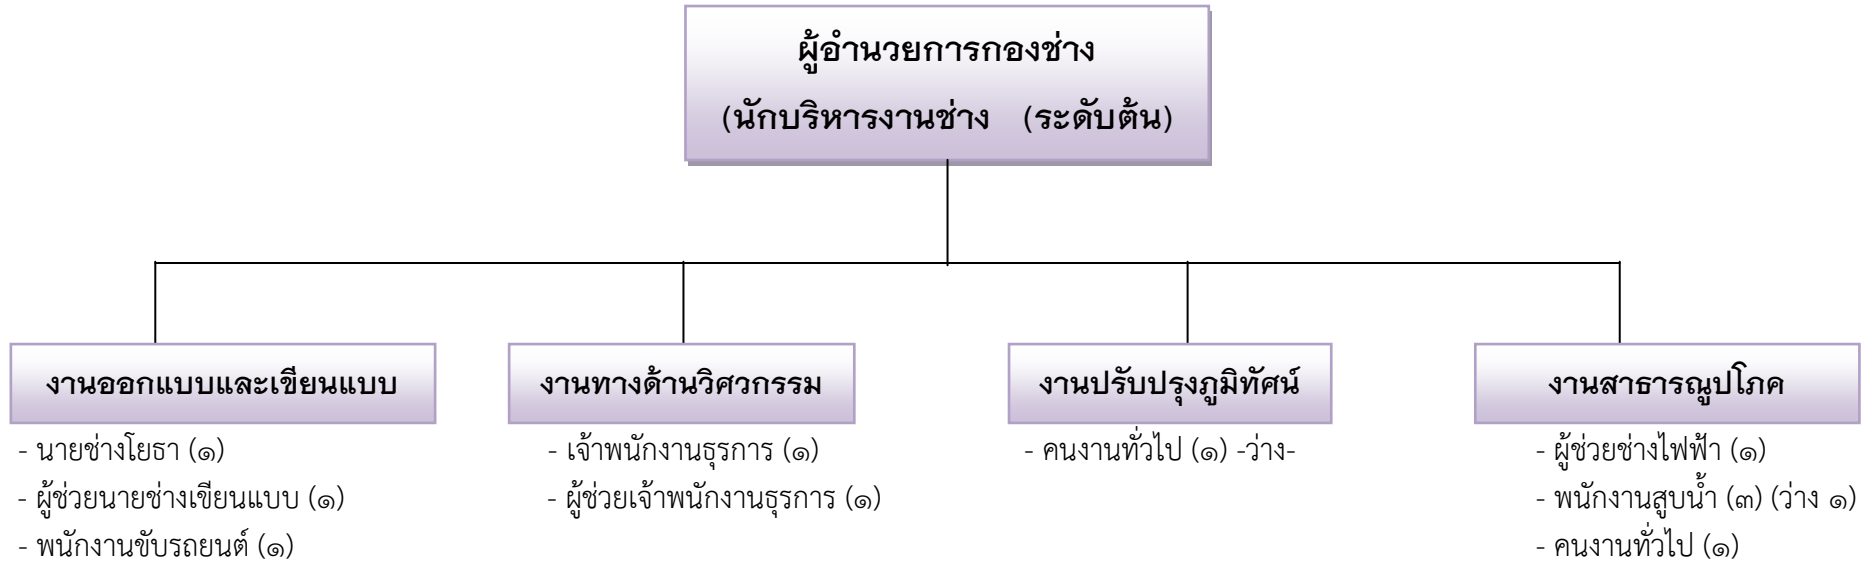 ผู้อำนวยการกองช่าง
(นักบริหารงานช่าง (ระดับต้น)
งานออกแบบและเขียนแบบ
- นายช่างโยธา (๑)
- ผู้ช่วยนายช่างเขียนแบบ (๑)
- พนักงานขับรถยนต์ (๑)
งานทางด้านวิศวกรรม
- เจ้าพนักงานธุรการ (๑)
- ผู้ช่วยเจ้าพนักงานธุรการ (๑)
งานปรับปรุงภูมิทัศน์
- คนงานทั่วไป (๑) -ว่าง-
งานสาธารณูปโภค
- ผู้ช่วยช่างไฟฟ้า (๑)
- พนักงานสูบน้ำ (๓) (ว่าง ๑)
- คนงานทั่วไป (๑)